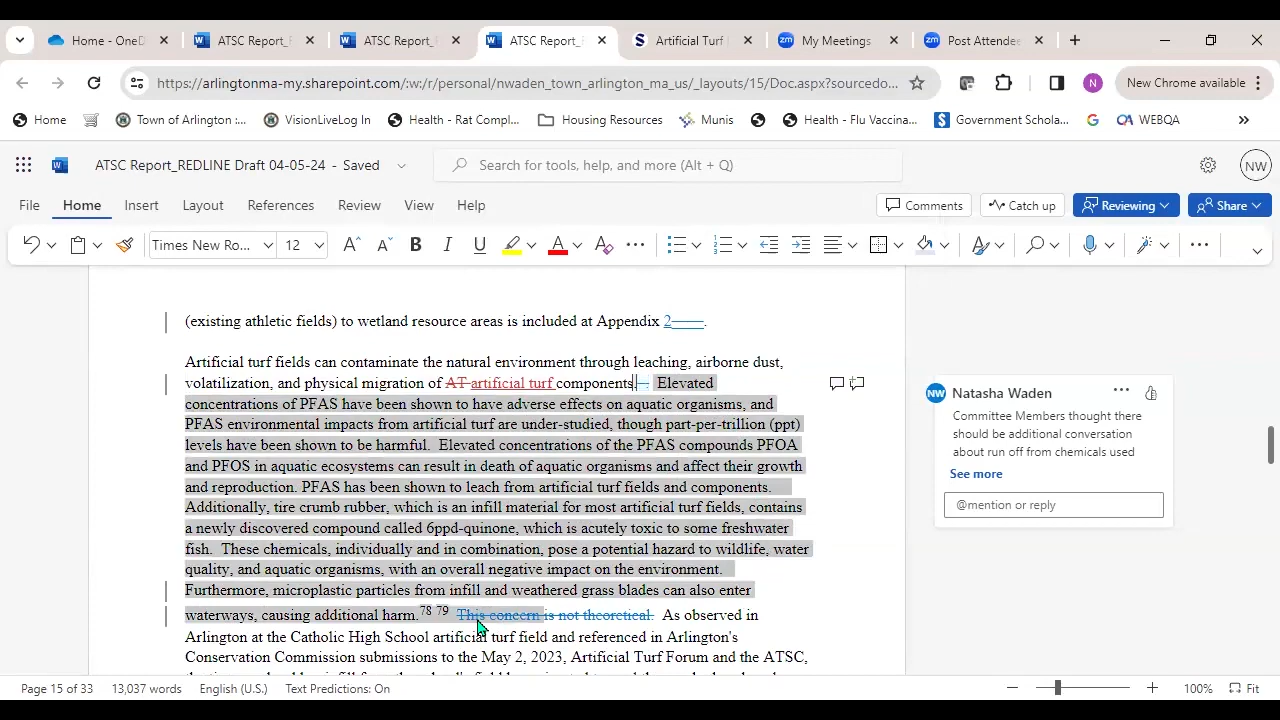 Home - OneD
ATSC Report_F
ATSC Report_R
ATSC Report_
Artificial Turf
My Meetings
Post Attendee
https://arlingtonma-my.sharepoint.com/:w:/r/personal/nwaden_town_arlington_ma_us/_layouts/15/Doc.aspx?sourcedo...
N
New Chrome available
Home
Town of Arlington :...
VisionLiveLog In
Health - Rat Compl...
Housing Resources
Munis
Health - Flu Vaccina...
Government Schola...
WEBQA
ATSC Report_REDLINE Draft 04-05-24 - Saved
Search for tools, help, and more (Alt + Q)
NW
File Home Insert Layout References Review View Help
Comments
Catch up
Reviewing
Share
Times New Ro...
12
(existing athletic fields) to wetland resource areas is included at Appendix 2____.
Artificial turf fields can contaminate the natural environment through leaching, airborne dust,
volatilization, and physical migration of AT artificial turf components. Elevated
concentrations of PFAS have been shown to have adverse effects on aquatic organisms, and
PFAS environmental impacts from artificial turf are under-studied, though part-per-trillion (ppt)
levels have been shown to be harmful. Elevated concentrations of the PFAS compounds PFOA
and PFOS in aquatic ecosystems can result in death of aquatic organisms and affect their growth
and reproduction. PFAS has been shown to leach from artificial turf fields and components.
Additionally, tire crumb rubber, which is an infill material for most artificial turf fields, contains
a newly discovered compound called 6ppd-quinone, which is acutely toxic to some freshwater
fish. These chemicals, individually and in combination, pose a potential hazard to wildlife, water
quality, and aquatic organisms, with an overall negative impact on the environment.
Furthermore, microplastic particles from infill and weathered grass blades can also enter
waterways, causing additional harm.78 79 This concern is not theoretical. As observed in
Arlington at the Catholic High School artificial turf field and referenced in Arlington's
Conservation Commission submissions to the May 2, 2023, Artificial Turf Forum and the ATSC,
NW
Natasha Waden
Committee Members thought there
should be additional conversation
about run off from chemicals used
See more
@mention or reply
Page 15 of 33
13,037 words
English (U.S.)
Text Predictions: On
100%
Fit